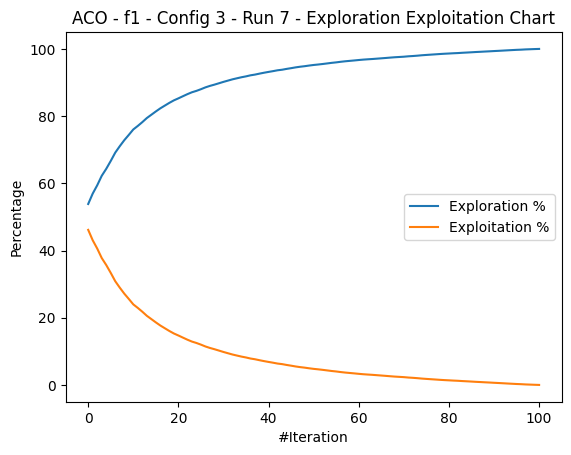 ACO - f1 - Config 3 - Run 7 - Exploration Exploitation Chart
100
80
60
40
20
0
Percentage
Exploration %
Exploitation %
0 20 40 60 80 100
#Iteration